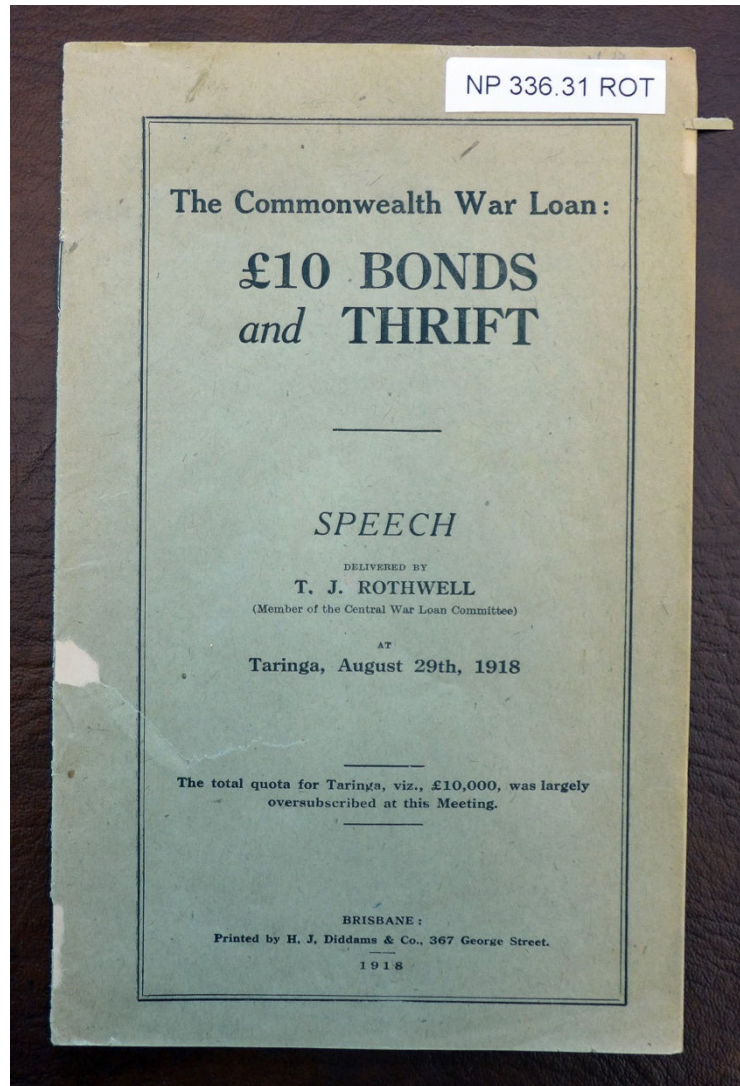 NP 336.31 ROT
The Commonwealth War Loan:
£10 BONDS
and THRIFT
SPEECH
DELIVERED BY
T. J. ROTHWELL
(Member of the Central War Loan Committee)
AT
Taringa, August 29th, 1918
The total quota for Taringa, viz., £10,000, was largely
oversubscribed at this Meeting.
BRISBANE:
Printed by H. J. Diddams & Co., 367 George Street.
1918